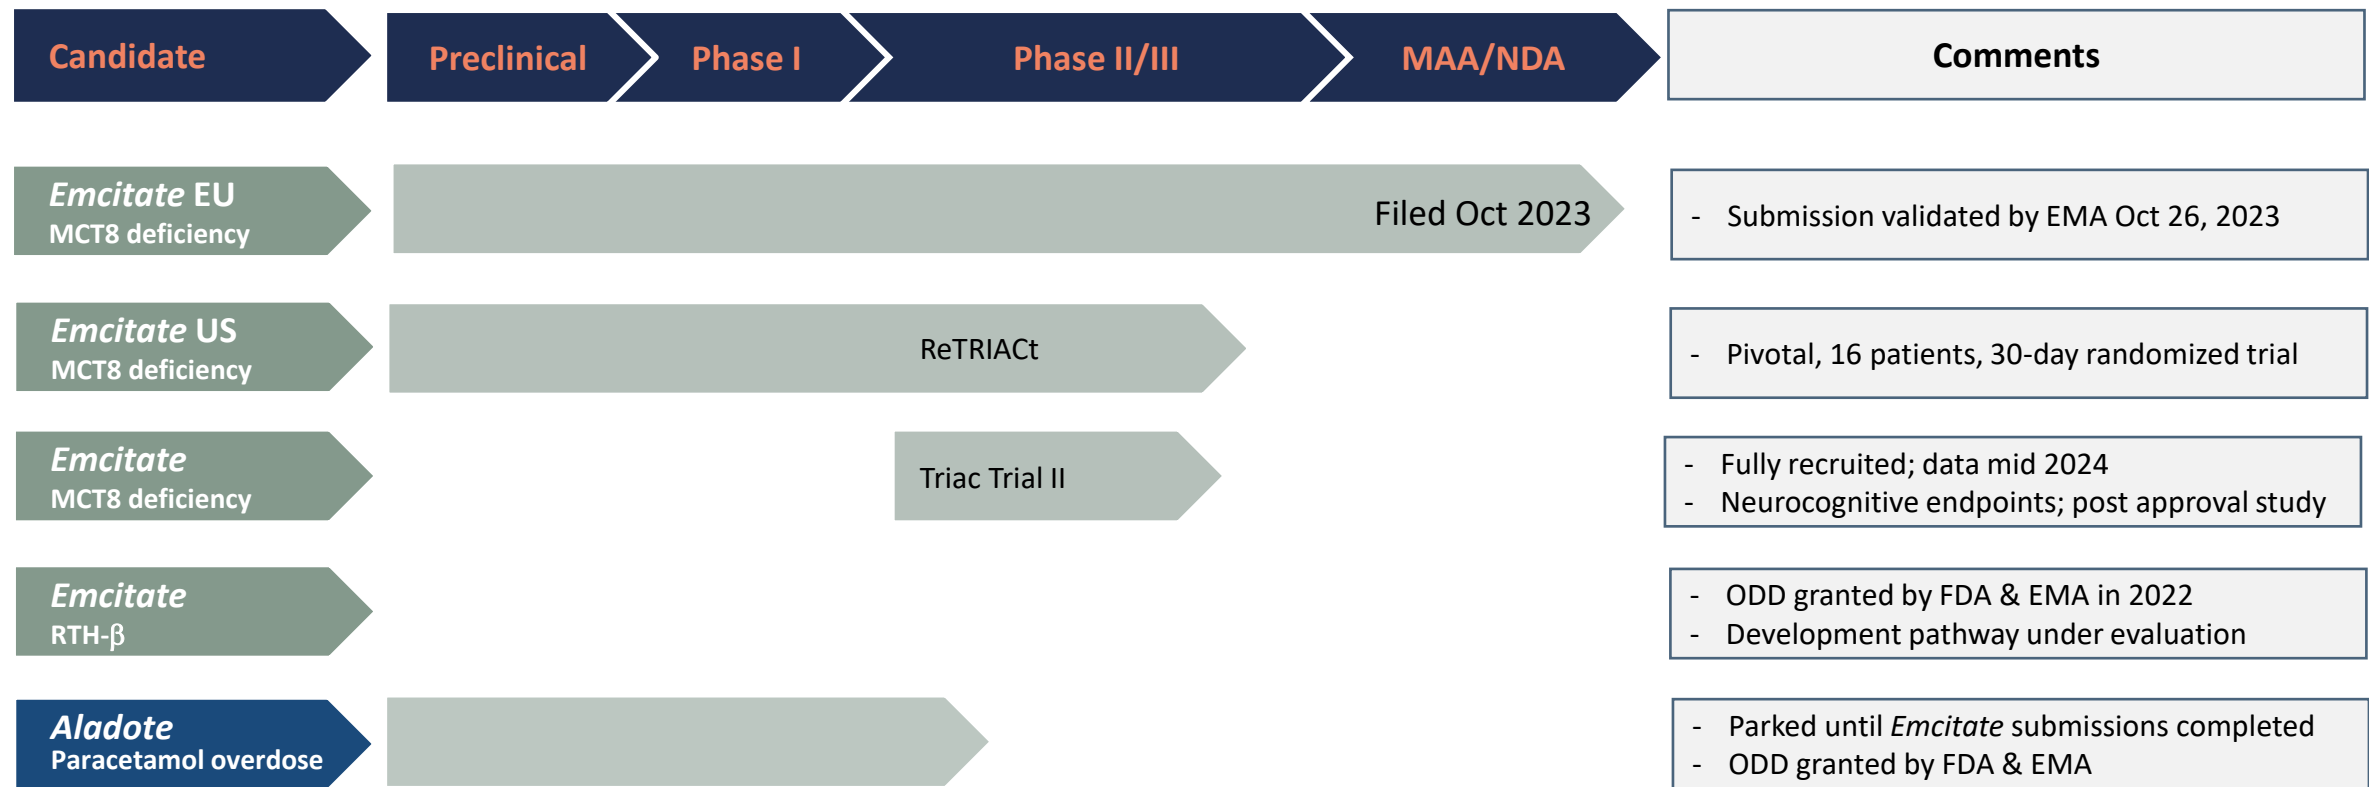 Candidate
Preclinical
Phase I
Phase II/III
MAA/NDA
Comments
Emcitate EU
MCT8 deficiency
Filed Oct 2023
- Submission validated by EMA Oct 26, 2023
Emcitate US
MCT8 deficiency
ReTRIACt
- Pivotal, 16 patients, 30-day randomized trial
Emcitate
MCT8 deficiency
Triac Trial II
- Fully recruited; data mid 2024
- Neurocognitive endpoints; post approval study
Emcitate
RTH-β
- ODD granted by FDA & EMA in 2022
- Development pathway under evaluation
Aladote
Paracetamol overdose
- Parked until Emcitate submissions completed
- ODD granted by FDA & EMA